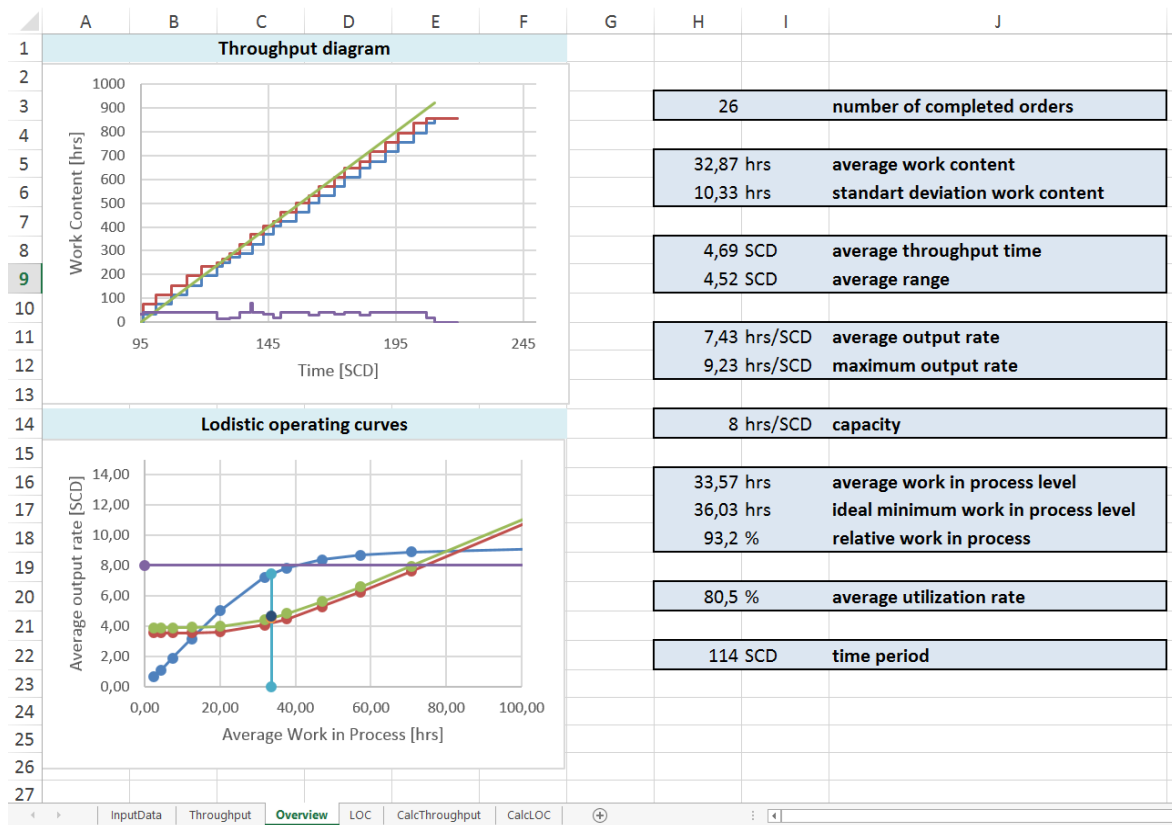 A B C D E F G H I J
1 Throughput diagram
2
3 26 number of completed orders
4
5 32,87 hrs average work content
6 10,33 hrs standart deviation work content
7
8 4,69 SCD average throughput time
9 4,52 SCD average range
10
11 7,43 hrs/SCD average output rate
12 9,23 hrs/SCD maximum output rate
13
14 Lodistic operating curves 8 hrs/SCD capacity
15
16 33,57 hrs average work in process level
17 36,03 hrs ideal minimum work in process level
18 93,2 % relative work in process
19
20 80,5 % average utilization rate
21
22 114 SCD time period
23
24
25
26
27
Work Content [hrs]
1000
900
800
700
600
500
400
300
200
100
0
95 145 195 245
Time [SCD]
Average output rate [SCD]
14,00
12,00
10,00
8,00
6,00
4,00
2,00
0,00
0,00 20,00 40,00 60,00 80,00 100,00
Average Work in Process [hrs]
InputData Throughput Overview LOC CalcThroughput CalcLOC